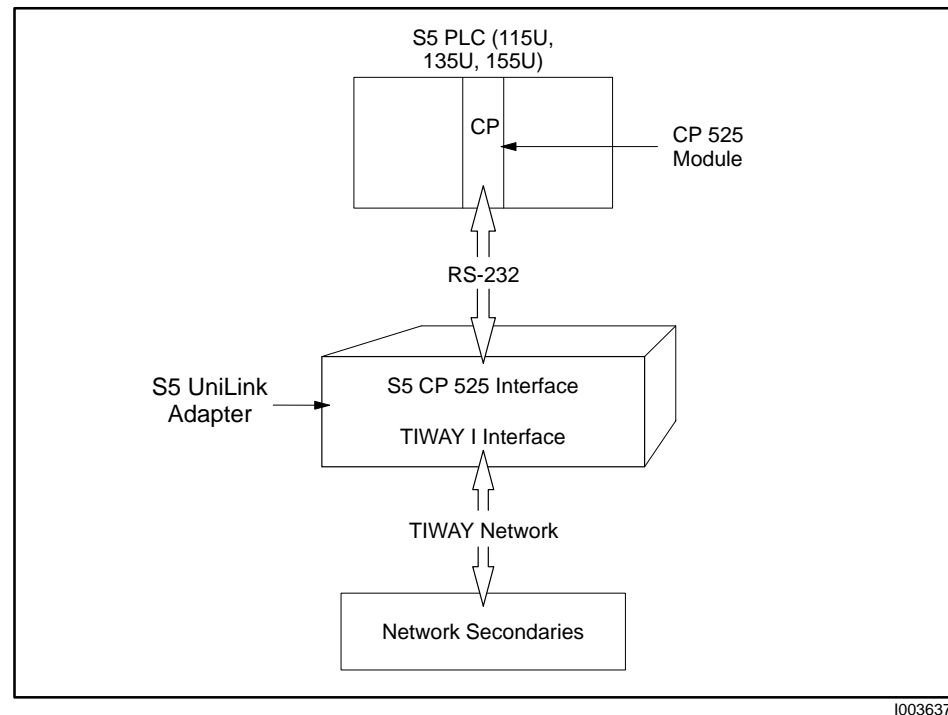 S5 PLC (115U,
135U, 155U)
CP
CP 525
Module
RS-232
S5 UniLink
Adapter
S5 CP 525 Interface
TIWAY I Interface
TIWAY Network
Network Secondaries
I003637